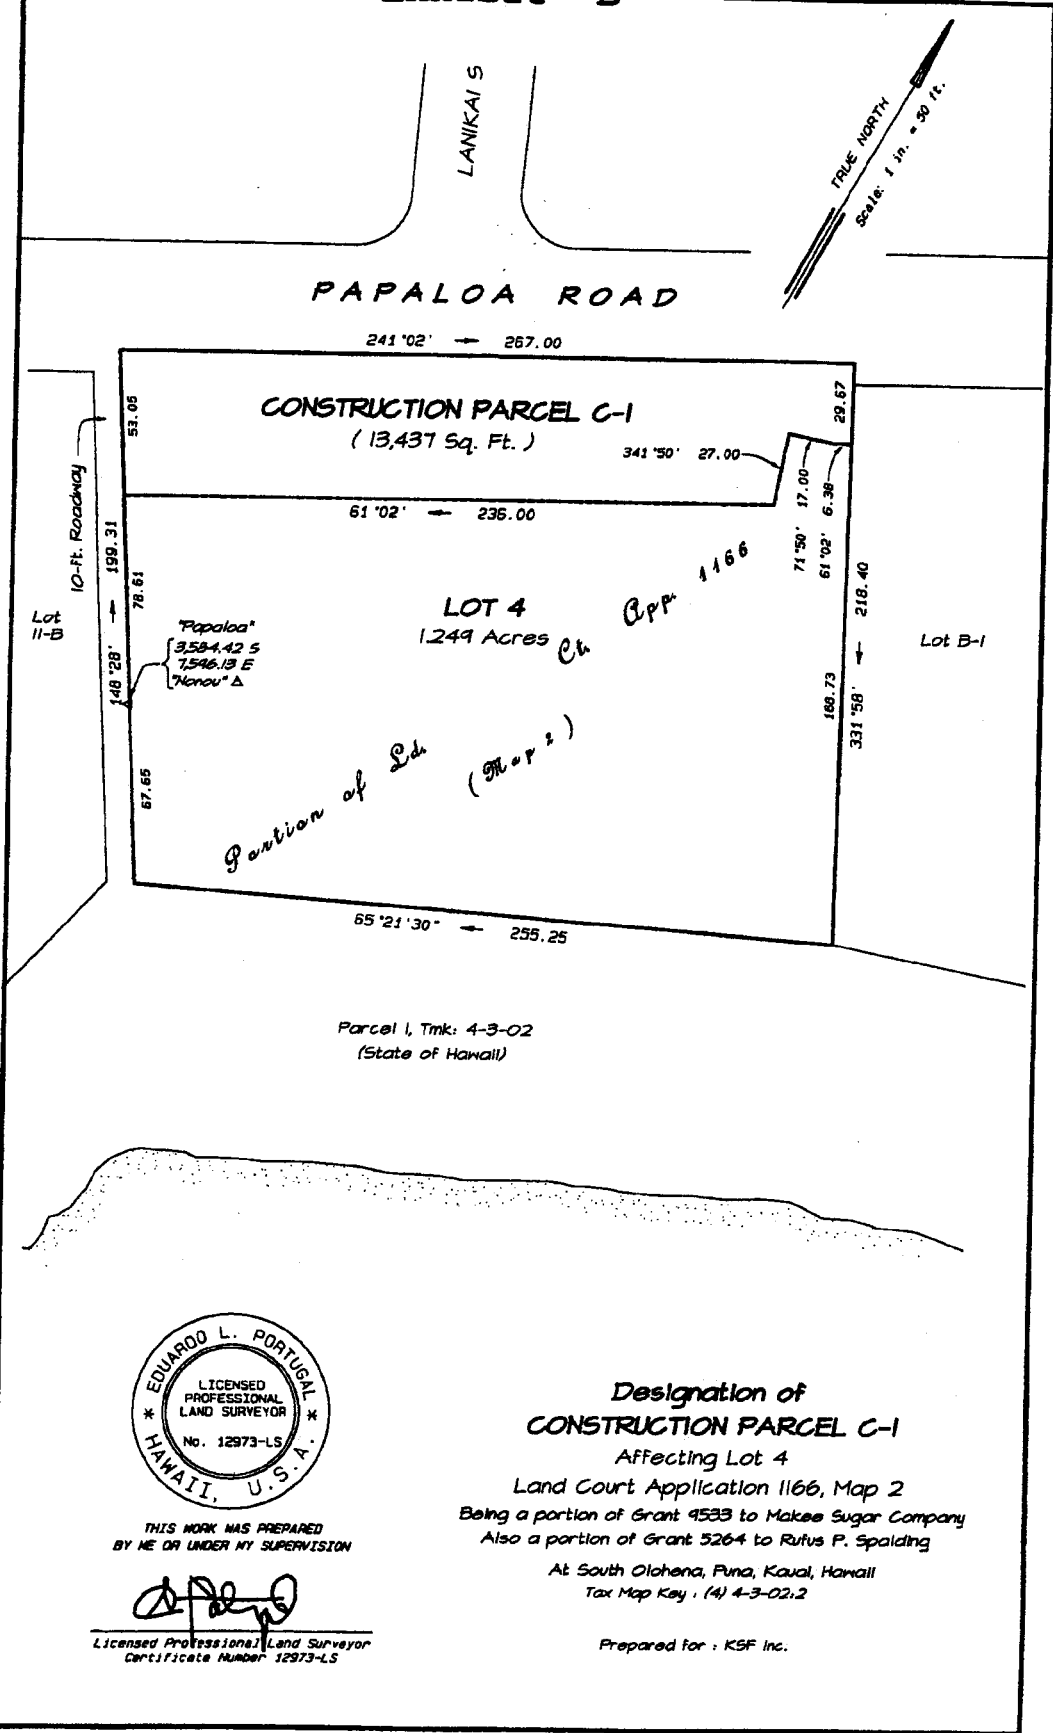 LANIKAI S
TRUE NORTH
Scale: 1 in. = 50 ft.
PAPALOA ROAD
241°02' 267.00
CONSTRUCTION PARCEL C-1
( 13,437 Sq. Ft. )
53.05
29.67
341°50' 27.00
17.00
71°50'
6.38
61°02'
61°02' 236.00
10-Ft. Roadway
Lot
11-B
148°28' 199.31
78.61
"Papaloa"
3,584.42 S
7,546.13 E
"Nonou" Δ
67.65
LOT 4
1.249 Acres
Portion of Ld. Ct. App. 1166
(Map 2)
188.73
331°58' 218.40
Lot B-1
65°21'30" 255.25
Parcel 1, Tmk: 4-3-02
(State of Hawaii)
EDUARDO L. PORTUGAL
LICENSED
PROFESSIONAL
LAND SURVEYOR
No. 12973-LS
* HAWAII, U.S.A. *
THIS WORK WAS PREPARED
BY ME OR UNDER MY SUPERVISION
Licensed Professional Land Surveyor
Certificate Number 12973-LS
Designation of
CONSTRUCTION PARCEL C-1
Affecting Lot 4
Land Court Application 1166, Map 2
Being a portion of Grant 9533 to Makee Sugar Company
Also a portion of Grant 5264 to Rufus P. Spalding
At South Olohena, Puna, Kauai, Hawaii
Tax Map Key : (4) 4-3-02:2
Prepared for : KSF Inc.